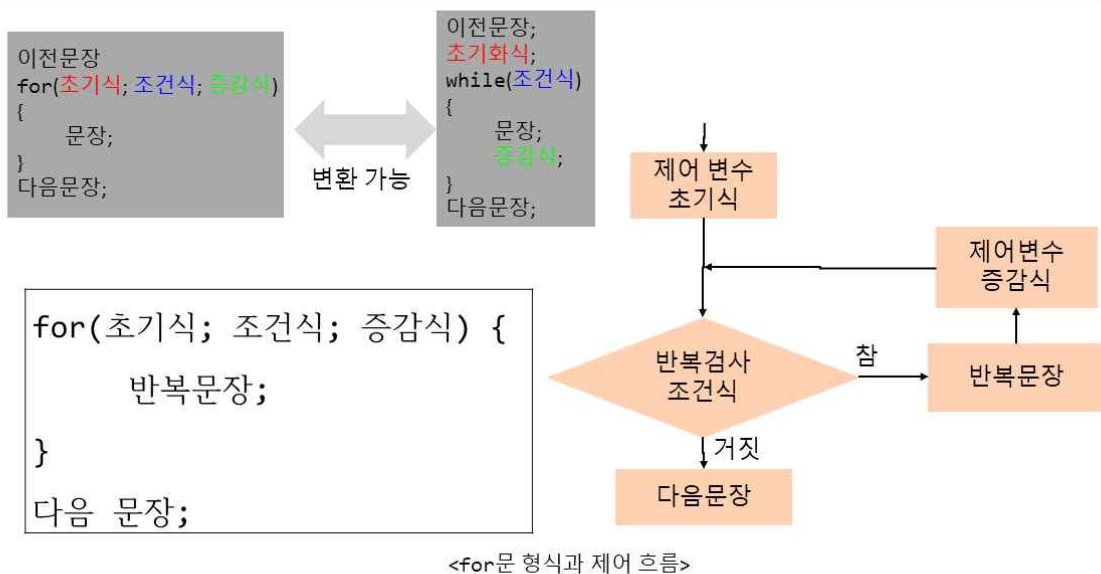 이전문장
for(초기식; 조건식; 증감식)
{
문장;
}
다음문장;
변환 가능
이전문장;
초기화식;
while(조건식)
{
문장;
증감식;
}
다음문장;
for(초기식; 조건식; 증감식) {
반복문장;
}
다음 문장;
제어 변수
초기식
제어변수
증감식
반복검사
조건식
참
반복문장
거짓
다음문장
<for문 형식과 제어 흐름>